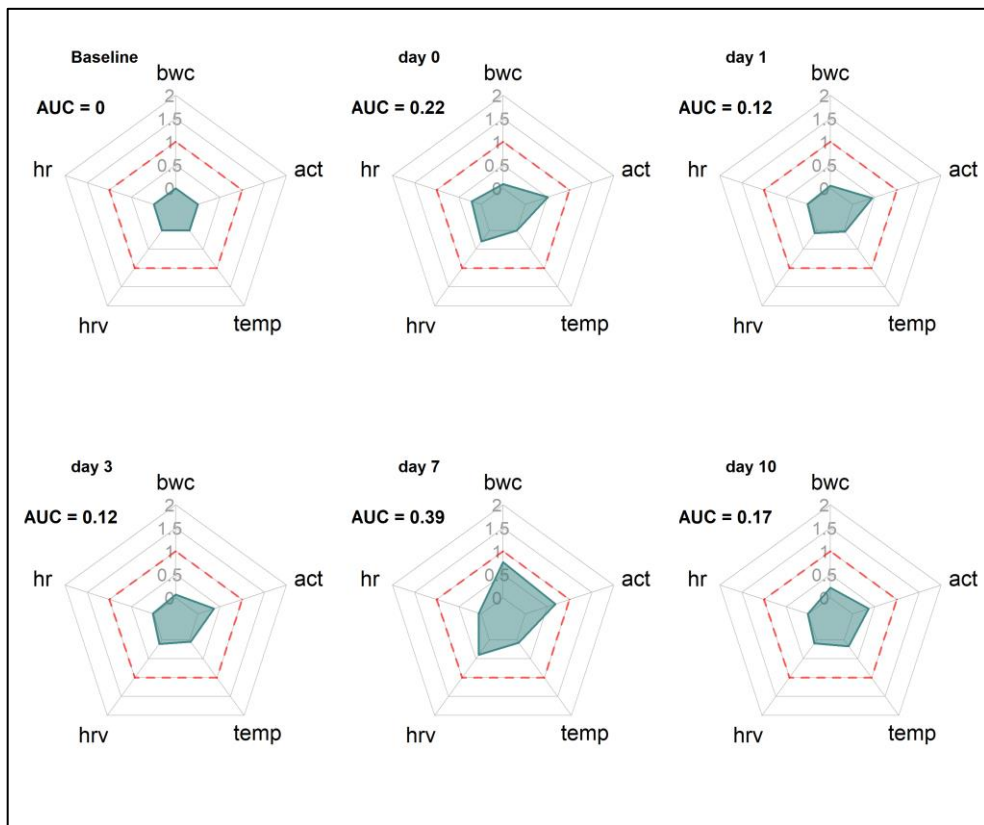 Baseline
bwc
AUC = 0
2
1.5
1
0.5
0
hr
act
hrv
temp
day 0
bwc
AUC = 0.22
2
1.5
1
0.5
0
hr
act
hrv
temp
day 1
bwc
AUC = 0.12
2
1.5
1
0.5
0
hr
act
hrv
temp
day 3
bwc
AUC = 0.12
2
1.5
1
0.5
0
hr
act
hrv
temp
day 7
bwc
AUC = 0.39
2
1.5
1
0.5
0
hr
act
hrv
temp
day 10
bwc
AUC = 0.17
2
1.5
1
0.5
0
hr
act
hrv
temp